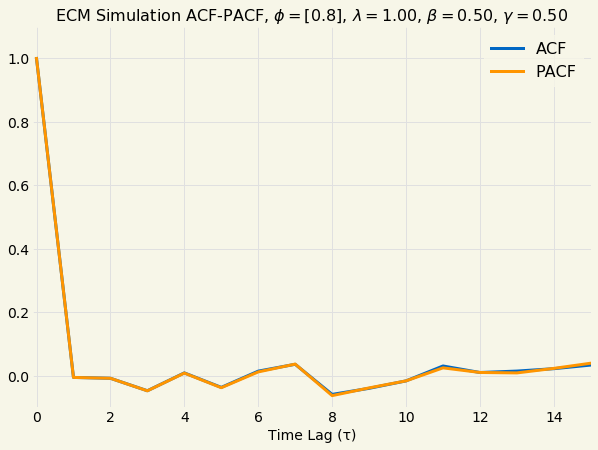 ECM Simulation ACF-PACF, ϕ = [0.8], λ = 1.00, β = 0.50, γ = 0.50
ACF
PACF
1.0
0.8
0.6
0.4
0.2
0.0
0 2 4 6 8 10 12 14
Time Lag (τ)